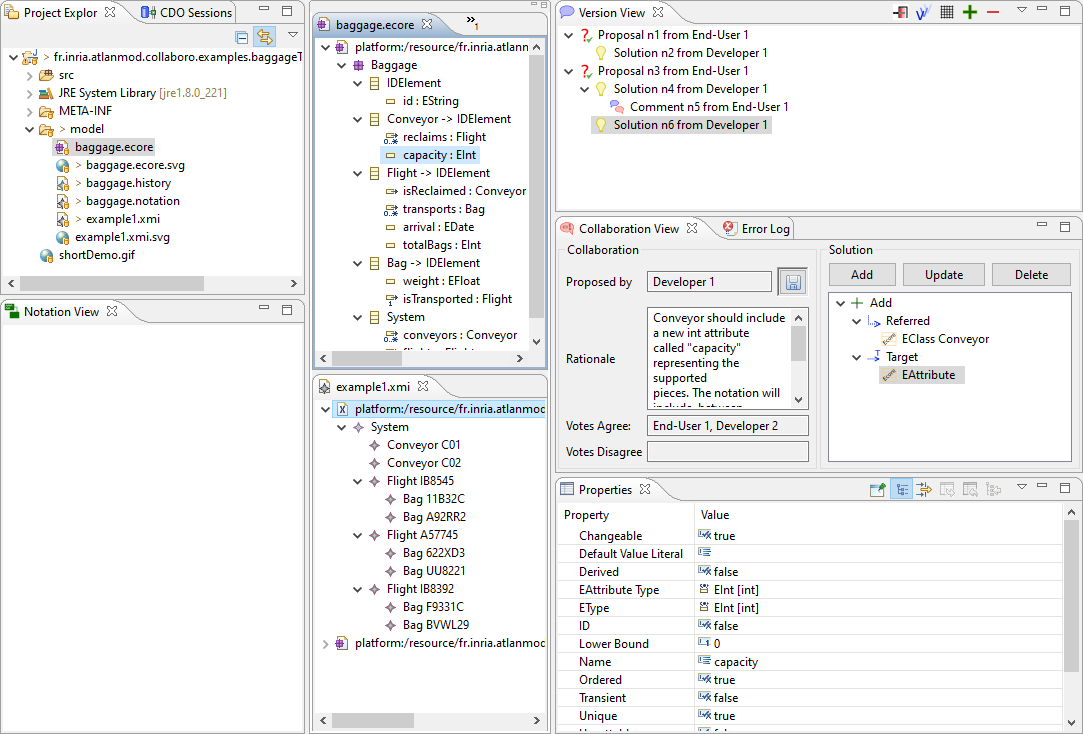 Project Explor
CDO Sessions
> fr.inria.atlanmod.collaboro.examples.baggageT
> src
JRE System Library [jre1.8.0_221]
META-INF
> model
baggage.ecore
> baggage.ecore.svg
> baggage.history
> baggage.notation
> example1.xmi
example1.xmi.svg
shortDemo.gif
Notation View
baggage.ecore
»1
platform:/resource/fr.inria.atlanm
Baggage
IDElement
id : EString
Conveyor -> IDElement
reclaims : Flight
capacity : EInt
Flight -> IDElement
isReclaimed : Conveyor
transports : Bag
arrival : EDate
totalBags : EInt
Bag -> IDElement
weight : EFloat
isTransported : Flight
System
conveyors : Conveyor
example1.xmi
platform:/resource/fr.inria.atlanmod
System
Conveyor C01
Conveyor C02
Flight IB8545
Bag 11B32C
Bag A92RR2
Flight A57745
Bag 622XD3
Bag UU8221
Flight IB8392
Bag F9331C
Bag BVWL29
platform:/resource/fr.inria.atlanmod
Version View
Proposal n1 from End-User 1
Solution n2 from Developer 1
Proposal n3 from End-User 1
Solution n4 from Developer 1
Comment n5 from End-User 1
Solution n6 from Developer 1
Collaboration View
Error Log
Collaboration
Proposed by
Developer 1
Rationale
Conveyor should include
a new int attribute
called "capacity"
representing the
supported
pieces. The notation will
include between
Votes Agree:
End-User 1, Developer 2
Votes Disagree
Solution
Add
Update
Delete
Add
Referred
EClass Conveyor
Target
EAttribute
Properties
Property Value
Changeable true
Default Value Literal
Derived false
EAttribute Type EInt [int]
EType EInt [int]
ID false
Lower Bound 0
Name capacity
Ordered true
Transient false
Unique true